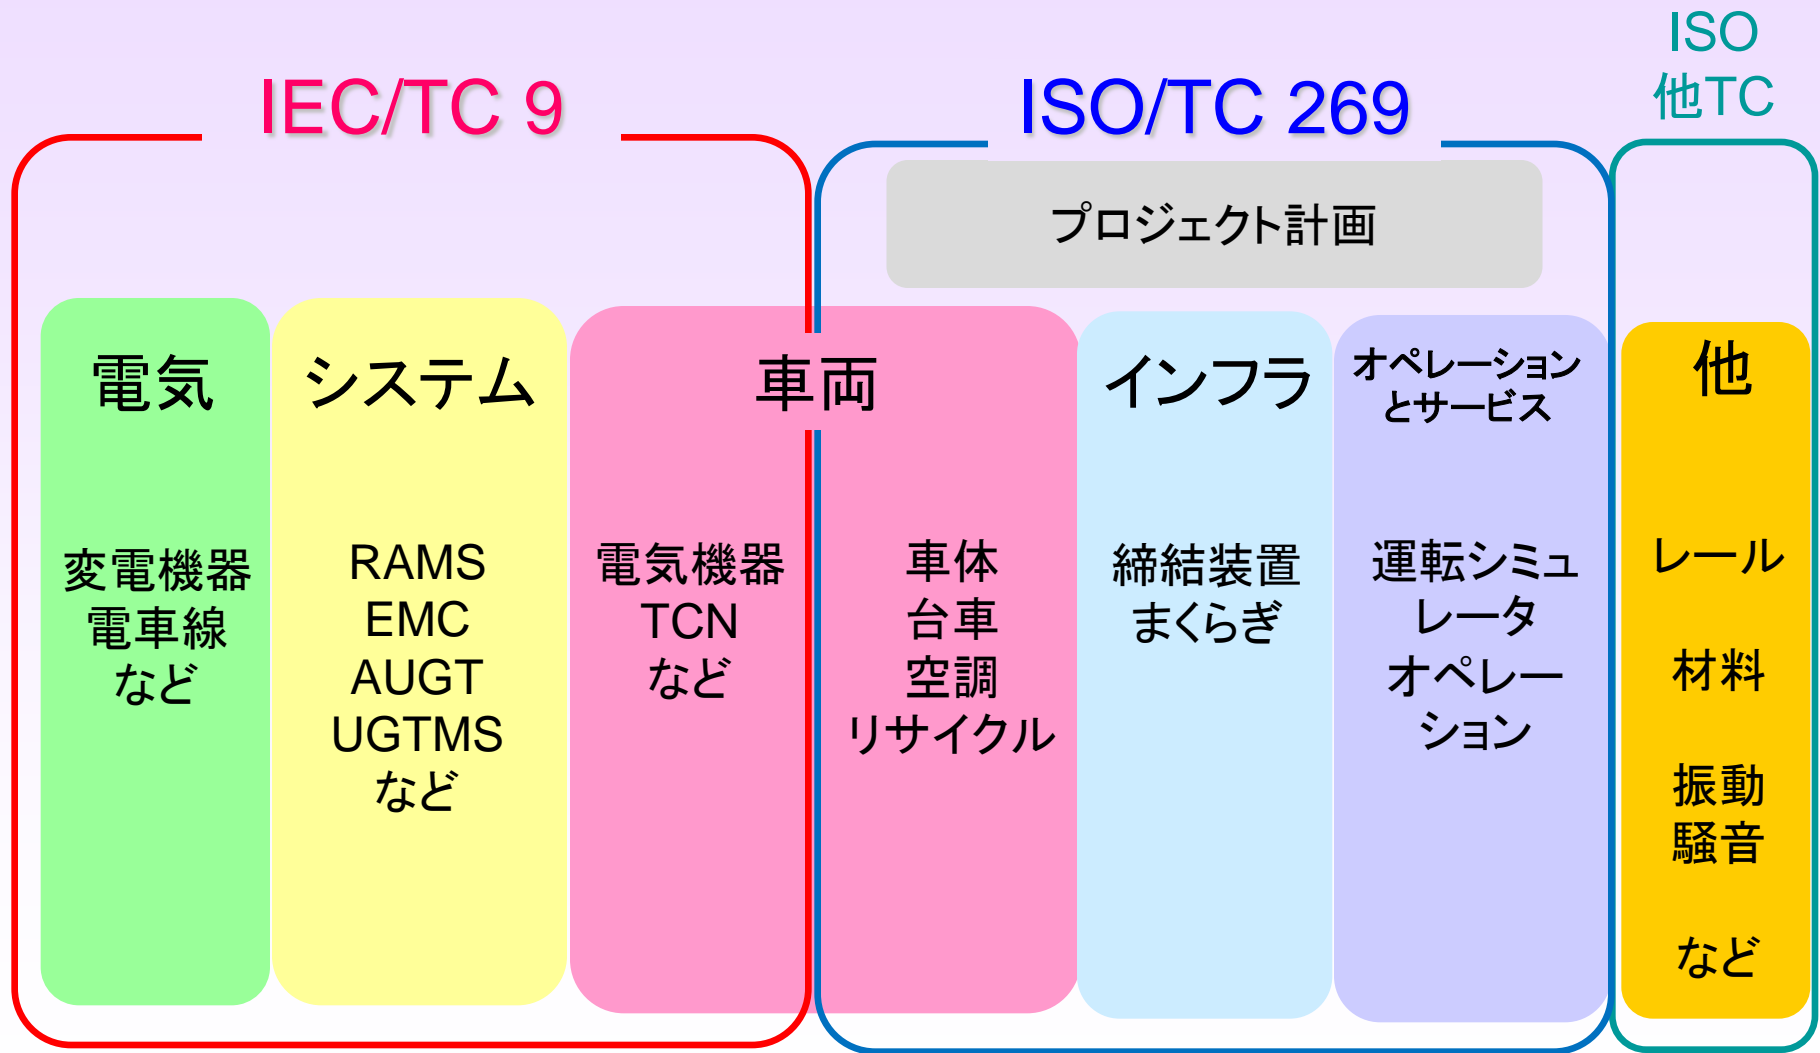 IEC/TC 9
ISO/TC 269
ISO
他TC
プロジェクト計画
電気
変電機器
電車線
など
システム
RAMS
EMC
AUGT
UGTMS
など
車両
電気機器
TCN
など
車体
台車
空調
リサイクル
インフラ
締結装置
まくらぎ
オペレーション
とサービス
運転シミュ
レータ
オペレー
ション
他
レール
材料
振動
騒音
など